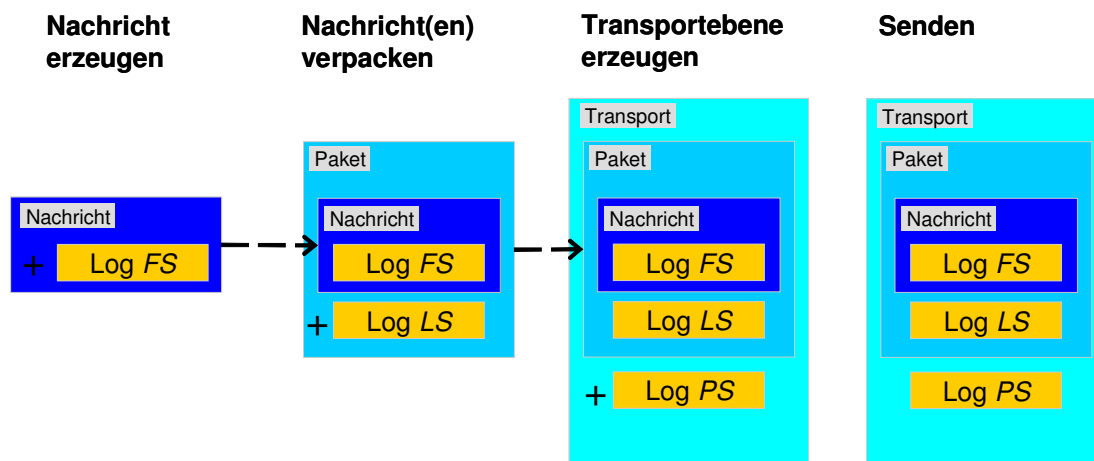 Nachricht
erzeugen
Nachricht(en)
verpacken
Transportebene
erzeugen
Senden
Nachricht
+ Log FS
Paket
Nachricht
Log FS
+ Log LS
Transport
Paket
Nachricht
Log FS
Log LS
+ Log PS
Transport
Paket
Nachricht
Log FS
Log LS
Log PS